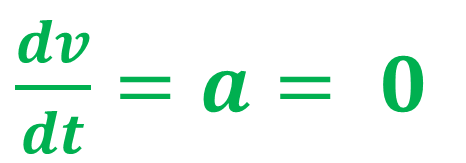 dv/dt = a = 0